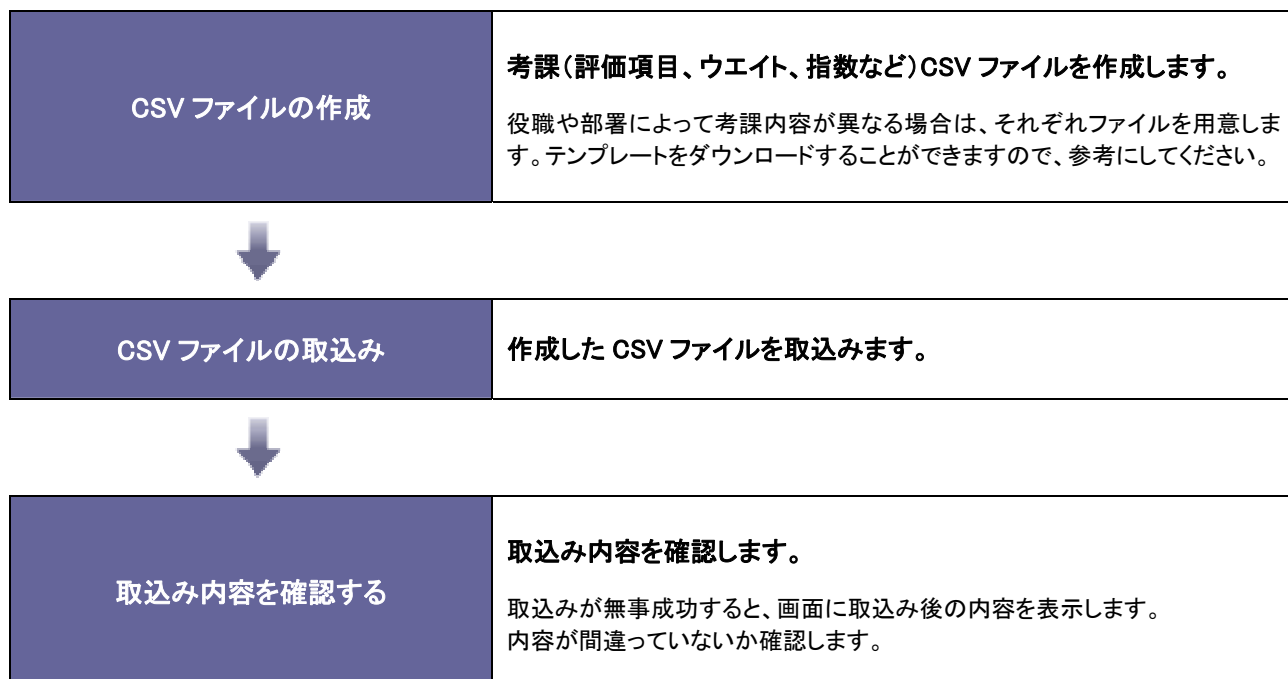 CSV ファイルの作成
考課(評価項目、ウエイト、指数など)CSV ファイルを作成します。
役職や部署によって考課内容が異なる場合は、それぞれファイルを用意しま
す。テンプレートをダウンロードすることができますので、参考にしてください。
CSV ファイルの取込み
作成した CSV ファイルを取込みます。
取込み内容を確認する
取込み内容を確認します。
取込みが無事成功すると、画面に取込み後の内容を表示します。
内容が間違っていないか確認します。